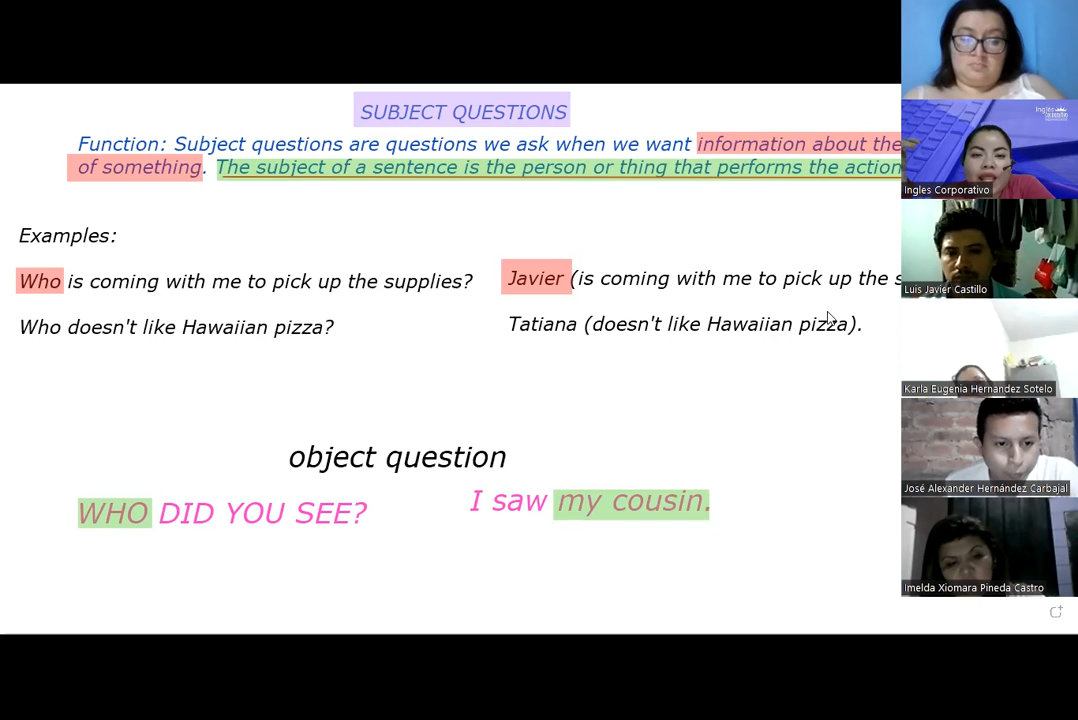 SUBJECT QUESTIONS
Function: Subject questions are questions we ask when we want information about the
of something. The subject of a sentence is the person or thing that performs the action
Examples:
Who is coming with me to pick up the supplies?
Javier (is coming with me to pick up the s
Who doesn't like Hawaiian pizza?
Tatiana (doesn't like Hawaiian pizza).
object question
WHO DID YOU SEE?
I saw my cousin.
Ingles Corporativo
Luis Javier Castillo
Karla Eugenia Hernandez Sotelo
José Alexander Hernández Carbajal
Imelda Xiomara Pineda Castro